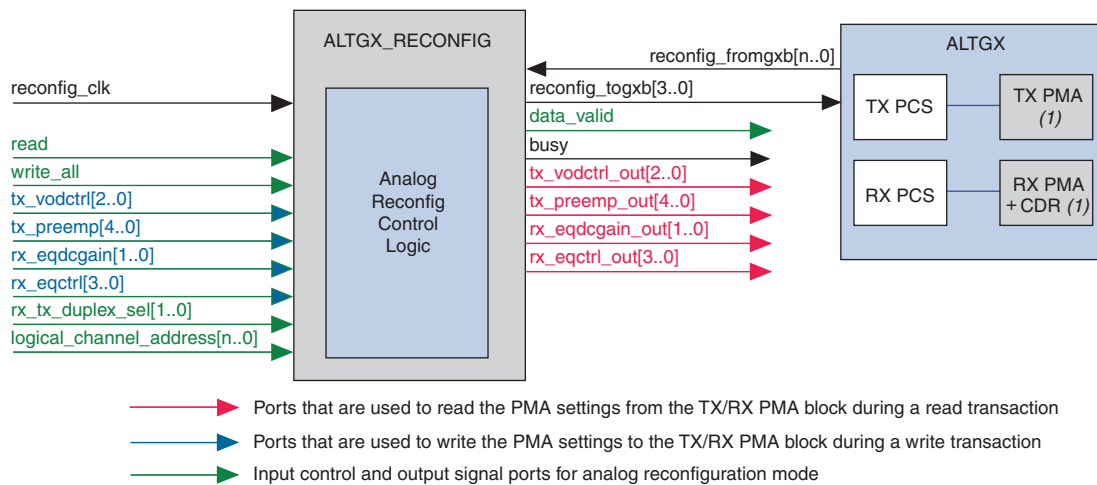 ALTGX_RECONFIG
ALTGX
reconfig_fromgxb[n..0]
reconfig_clk
reconfig_togxb[3..0]
TX PCS
TX PMA
(1)
data_valid
read
busy
write_all
tx_vodctrl_out[2..0]
tx_vodctrl[2..0]
tx_preemp_out[4..0]
tx_preemp[4..0]
rx_eqdcgain_out[1..0]
rx_eqdcgain[1..0]
rx_eqctrl_out[3..0]
rx_eqctrl[3..0]
rx_tx_duplex_sel[1..0]
logical_channel_address[n..0]
Analog
Reconfig
Control
Logic
RX PCS
RX PMA
+ CDR (1)
Ports that are used to read the PMA settings from the TX/RX PMA block during a read transaction
Ports that are used to write the PMA settings to the TX/RX PMA block during a write transaction
Input control and output signal ports for analog reconfiguration mode